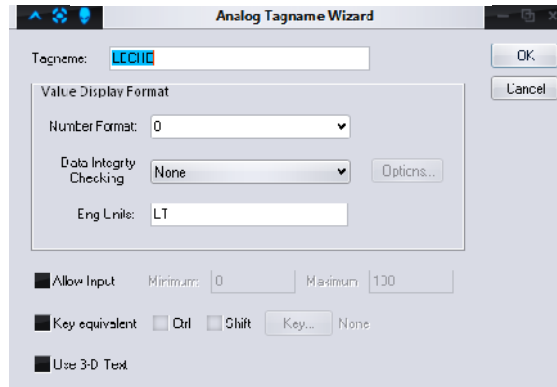 Analog Tagname Wizard
Tagname: LECHE
OK
Cancel
Value Display Format
Number Format: 0
Data Integrity Checking
None
Options...
Eng Units: LT
Allow Input Minimum: 0 Maximum 100
Key equivalent Ctrl Shift Key... None
Use 3-D Text